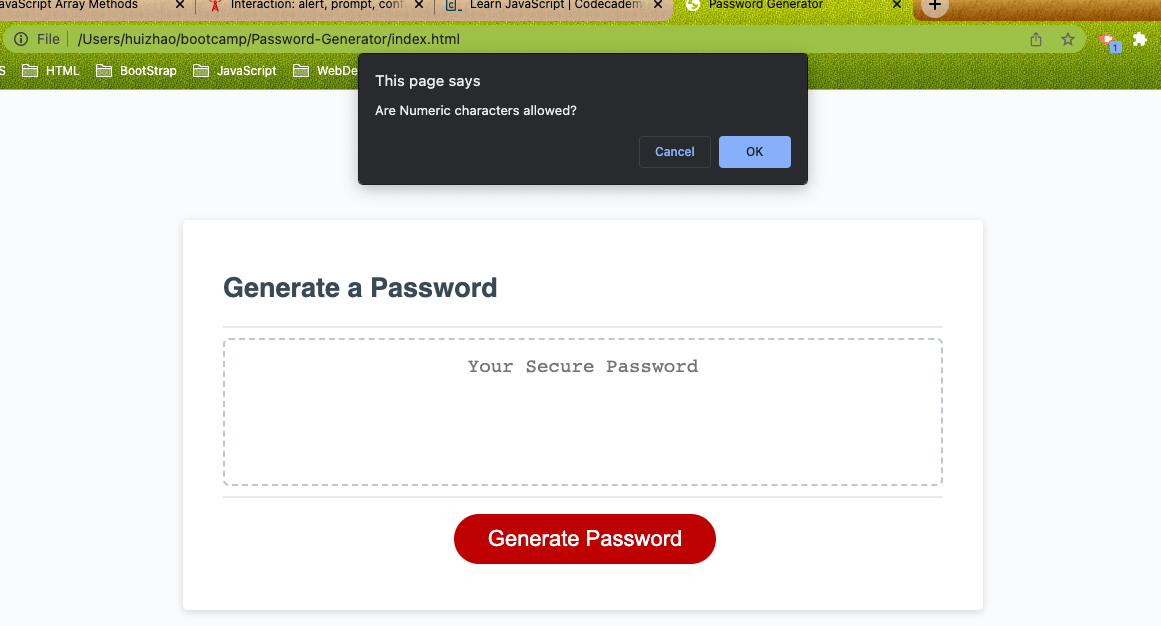 avaScript Array Methods
Interaction: alert, prompt, conf
Learn JavaScript | Codecadem
Password Generator
File
/Users/huizhao/bootcamp/Password-Generator/index.html
1
S
HTML
BootStrap
JavaScript
WebDe
This page says
Are Numeric characters allowed?
Cancel
OK
Generate a Password
Your Secure Password
Generate Password